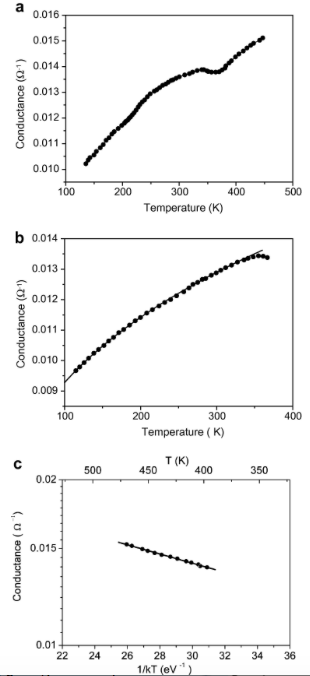 a
0.016
0.015
0.014
0.013
0.012
0.011
0.010
Conductance (Ω⁻¹)
100 200 300 400 500
Temperature (K)
b
0.014
0.013
0.012
0.011
0.010
0.009
Conductance (Ω⁻¹)
100 200 300 400
Temperature ( K)
c
T (K)
500 450 400 350
0.02
0.015
0.01
Conductance ( Ω ⁻¹)
22 24 26 28 30 32 34 36
1/kT (eV ⁻¹ )